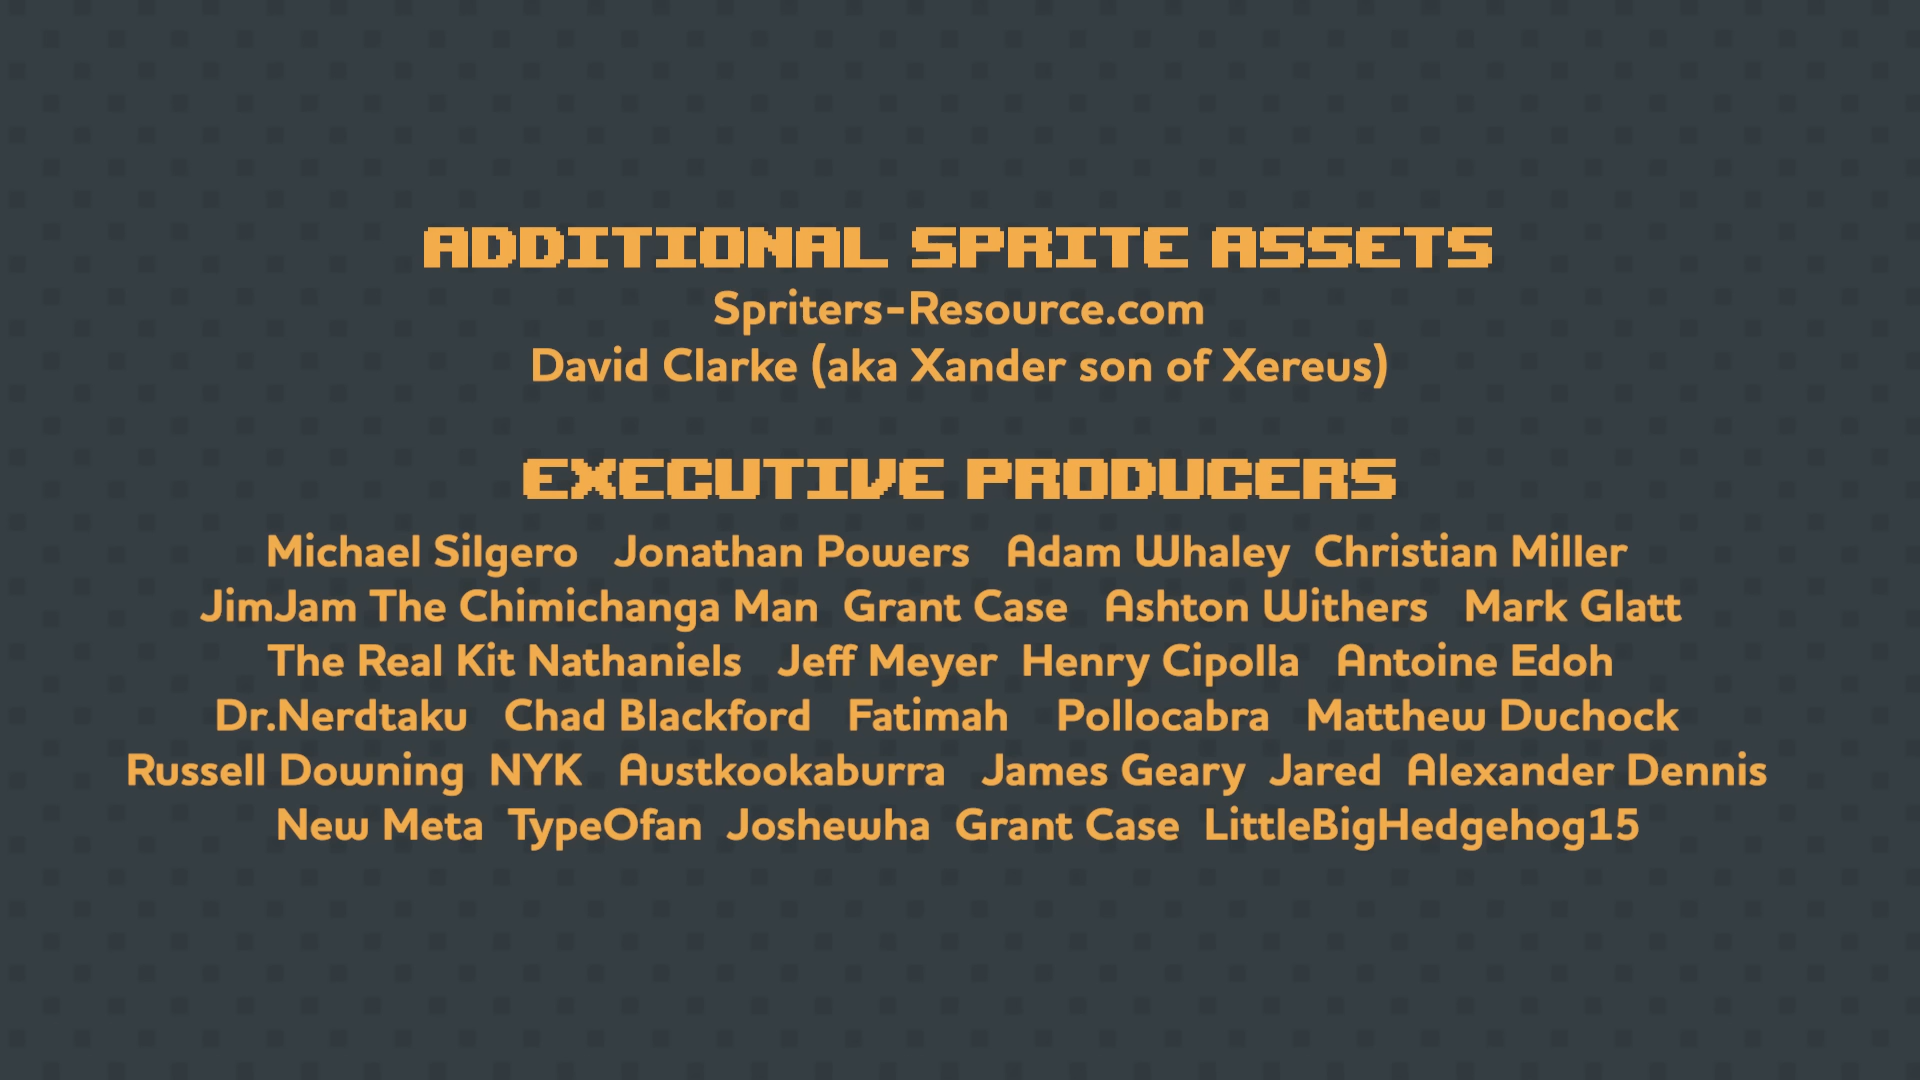 ADDITIONAL SPRITE ASSETS
Spriters-Resource.com
David Clarke (aka Xander son of Xereus)
EXECUTIVE PRODUCERS
Michael Silgero Jonathan Powers Adam Whaley Christian Miller
JimJam The Chimichanga Man Grant Case Ashton Withers Mark Glatt
The Real Kit Nathaniels Jeff Meyer Henry Cipolla Antoine Edoh
Dr.Nerdtaku Chad Blackford Fatimah Pollocabra Matthew Duchock
Russell Downing NYK Austkookaburra James Geary Jared Alexander Dennis
New Meta TypeOfan Joshewha Grant Case LittleBigHedgehog15